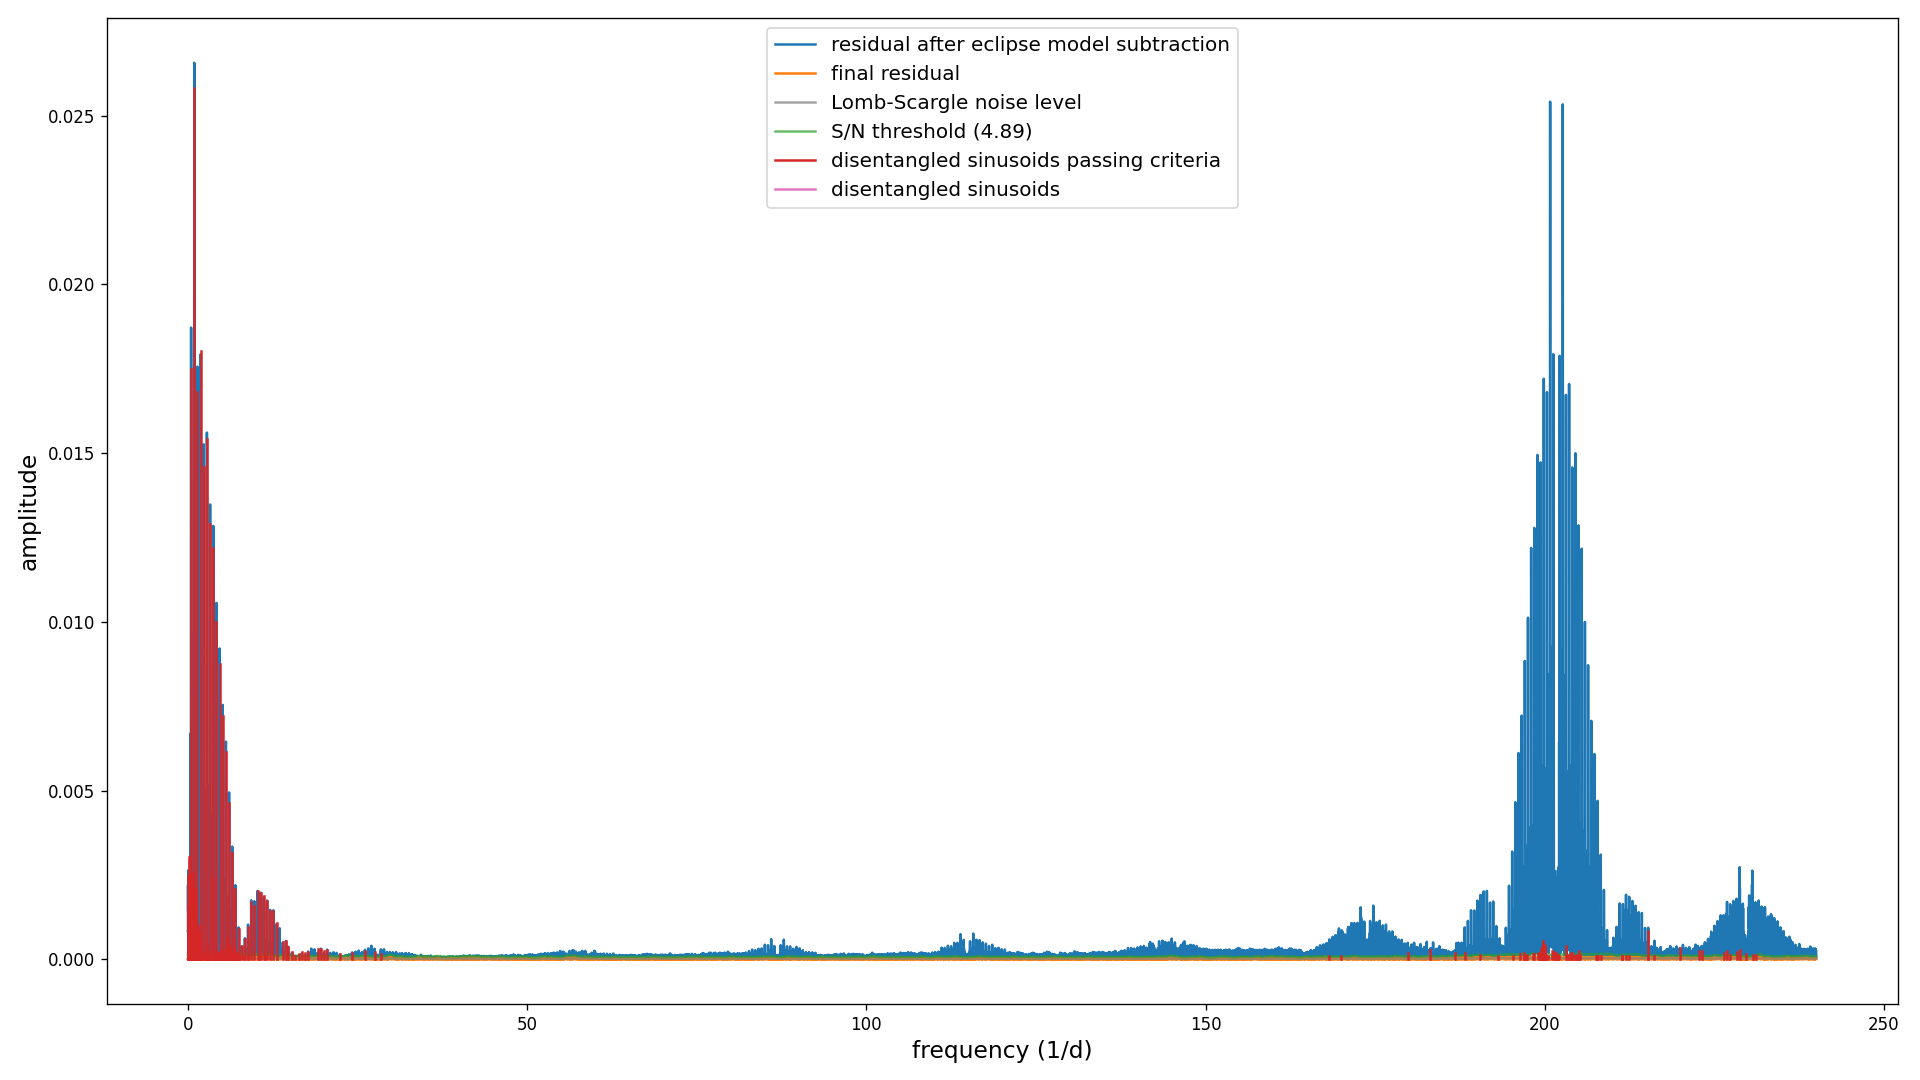 residual after eclipse model subtraction
final residual
Lomb-Scargle noise level
S/N threshold (4.89)
disentangled sinusoids passing criteria
disentangled sinusoids
0.025
0.020
0.015
0.010
0.005
0.000
amplitude
0 50 100 150 200 250
frequency (1/d)